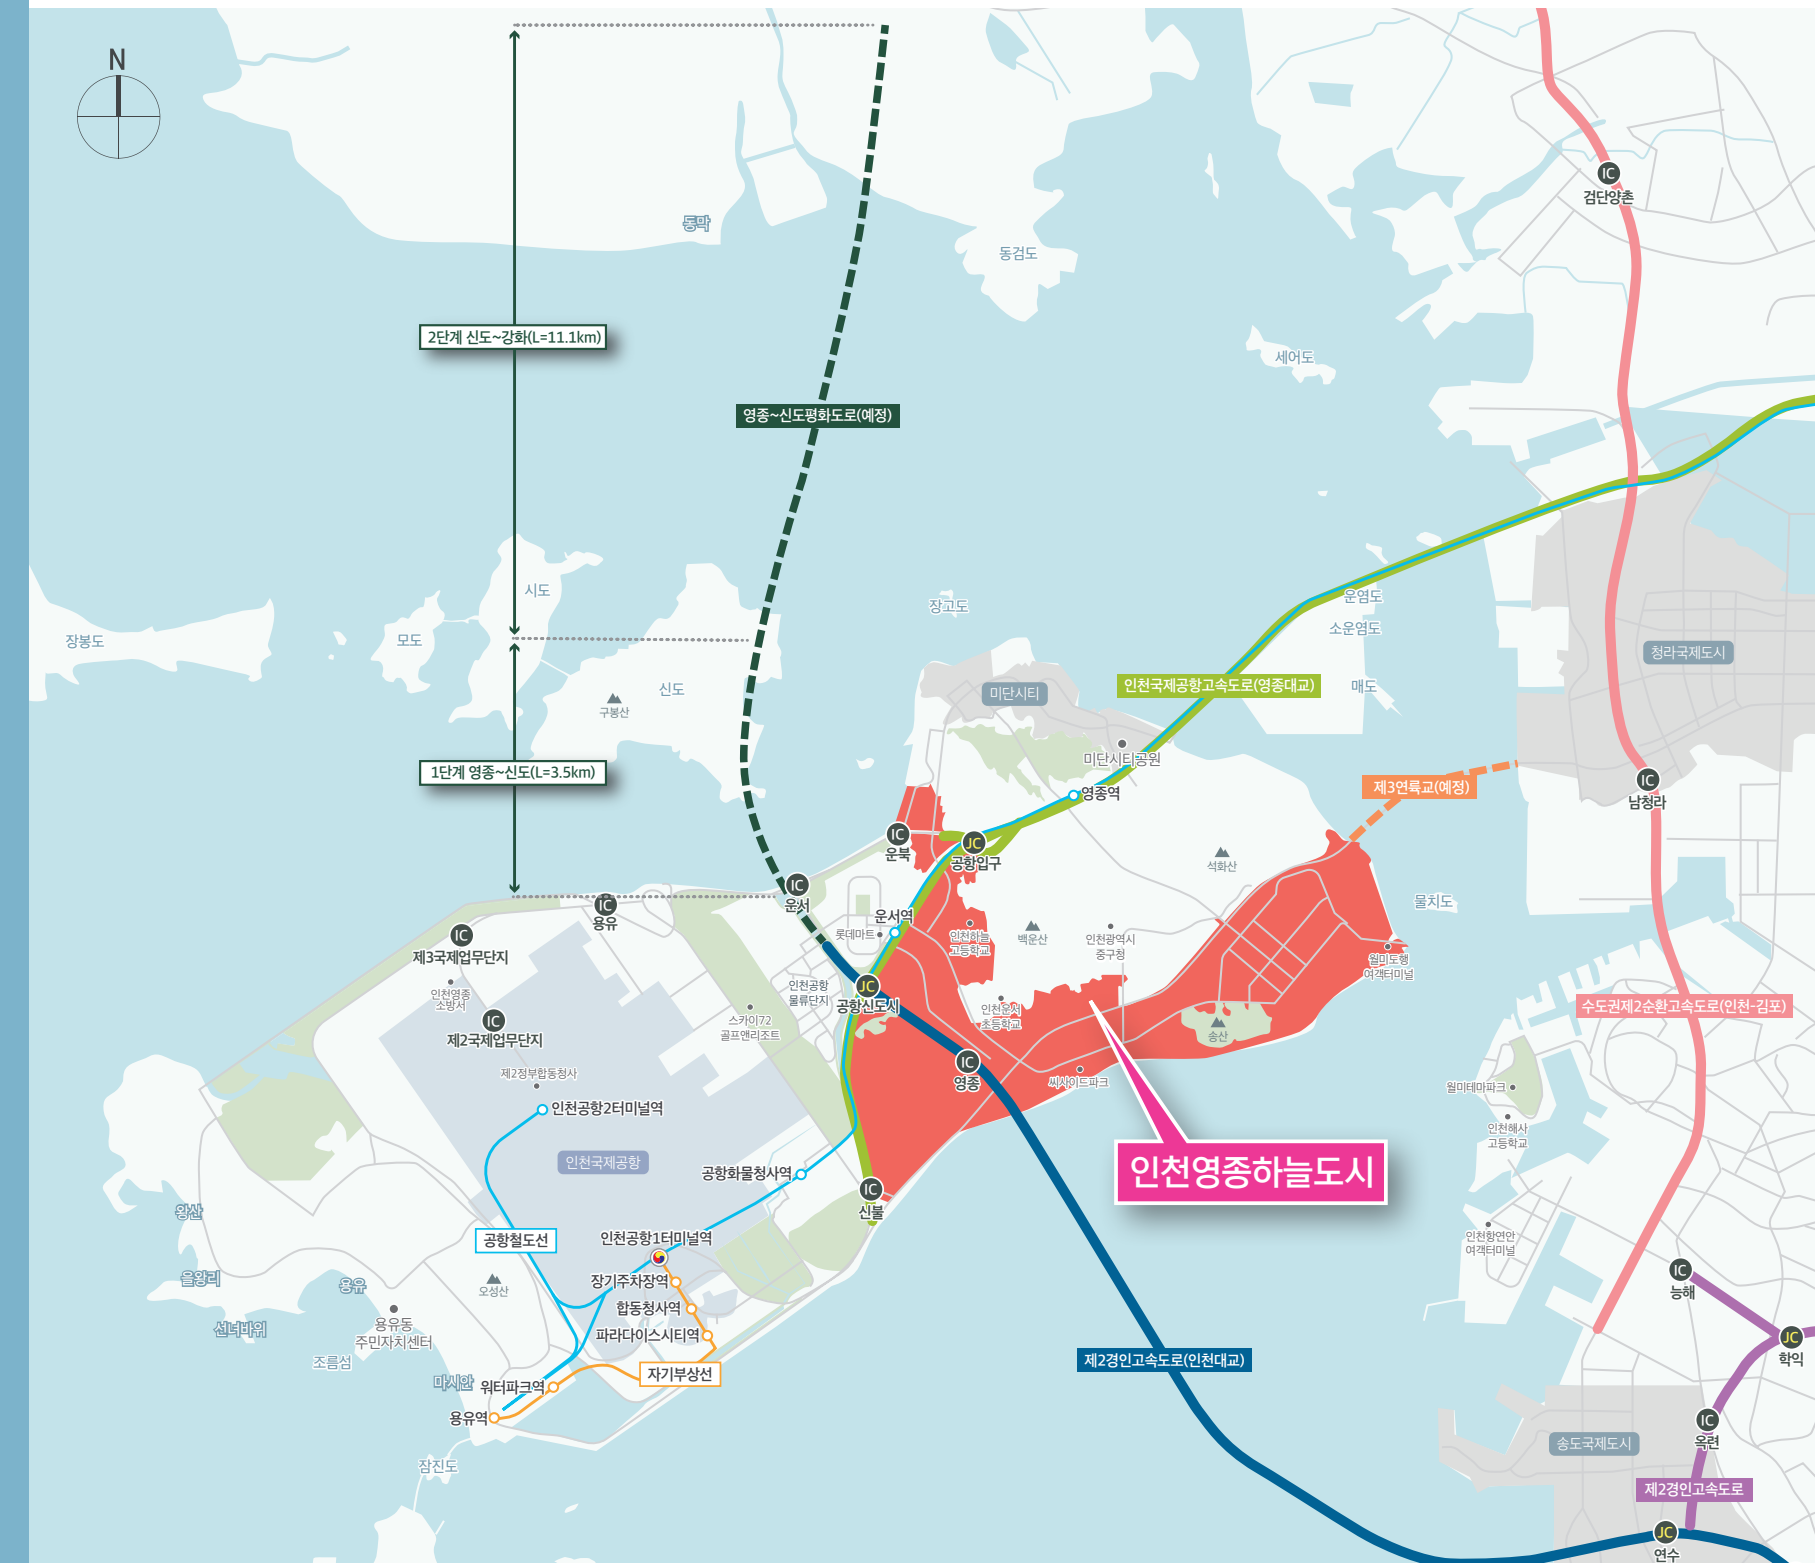 N
IC
검단양촌
동막
동검도
2단계 신도~강화(L=11.1km)
세어도
영종~신도평화도로(예정)
시도
장고도
운염도
장봉도
모도
소운염도
청라국제도시
신도
미단시티
인천국제공항고속도로(영종대교)
매도
구봉산
미단시티공원
1단계 영종~신도(L=3.5km)
영종역
제3연륙교(예정)
IC
남청라
IC
운북
JC
공항입구
석화산
IC
운서
IC
용유
물치도
운서역
롯데마트
인천하늘
고등학교
백운산
인천광역시
중구청
IC
제3국제업무단지
월미도행
여객터미널
인천영종
소방서
인천공항
물류단지
JC
공항신도시
인천운서
초등학교
수도권제2순환고속도로(인천-김포)
IC
제2국제업무단지
스카이72
골프앤리조트
송산
제2정부합동청사
IC
영종
씨사이드파크
월미테마파크
인천공항2터미널역
인천해사
고등학교
인천국제공항
공항화물청사역
인천영종하늘도시
IC
신불
왕산
공항철도선
인천공항1터미널역
인천항연안
여객터미널
을왕리
용유
오성산
장기주차장역
IC
능해
합동청사역
선녀바위
용유동
주민자치센터
파라다이스시티역
JC
학익
조름섬
제2경인고속도로(인천대교)
자기부상선
마시안
워터파크역
용유역
IC
옥련
송도국제도시
잠진도
제2경인고속도로
JC
연수